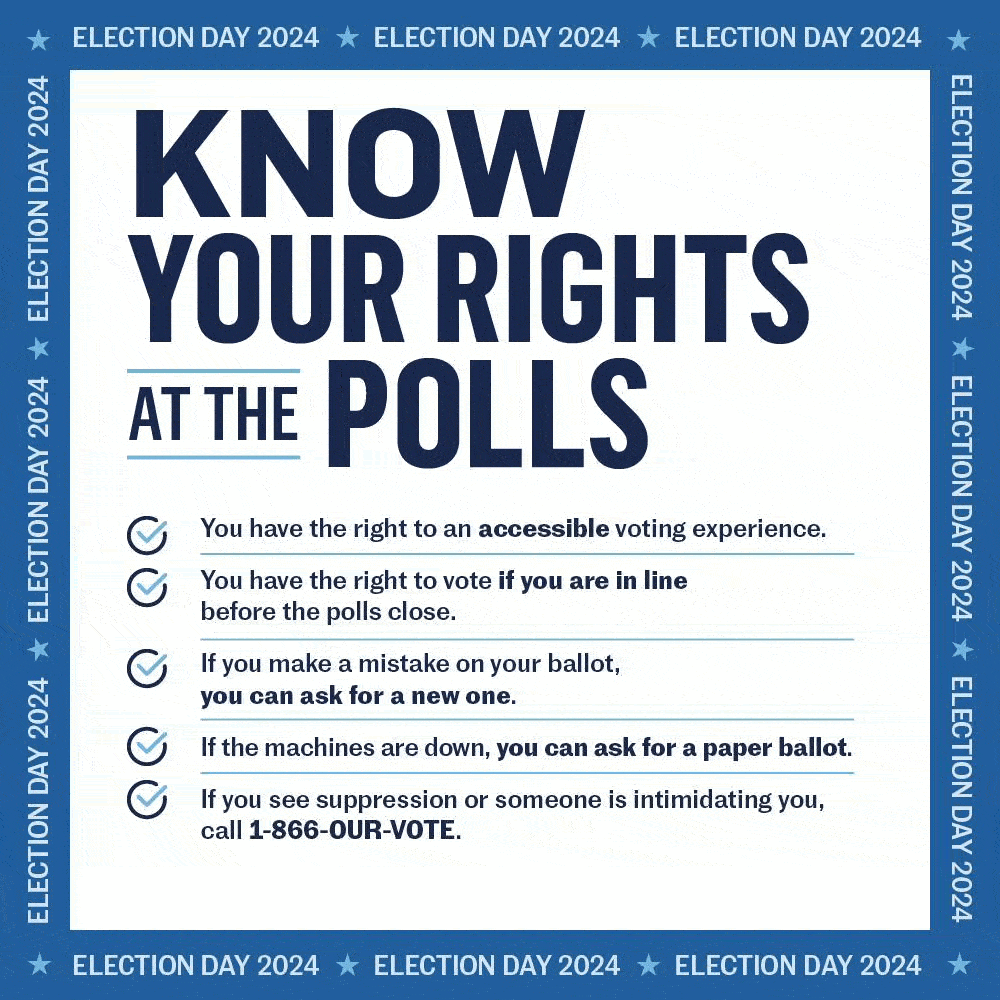 ELECTION DAY 2024 ★ ELECTION DAY 2024 ★ ELECTION DAY 2024
KNOW
YOUR RIGHTS
AT THE POLLS
You have the right to an accessible voting experience.
You have the right to vote if you are in line
before the polls close.
If you make a mistake on your ballot,
you can ask for a new one.
If the machines are down, you can ask for a paper ballot.
If you see suppression or someone is intimidating you,
call 1-866-OUR-VOTE.
ELECTION DAY 2024 ★ ELECTION DAY 2024 ★ ELECTION DAY 2024
ELECTION DAY 2024 ★ ELECTION DAY 2024 ★ ELECTION DAY 2024
ELECTION DAY 2024 ★ ELECTION DAY 2024 ★ ELECTION DAY 2024